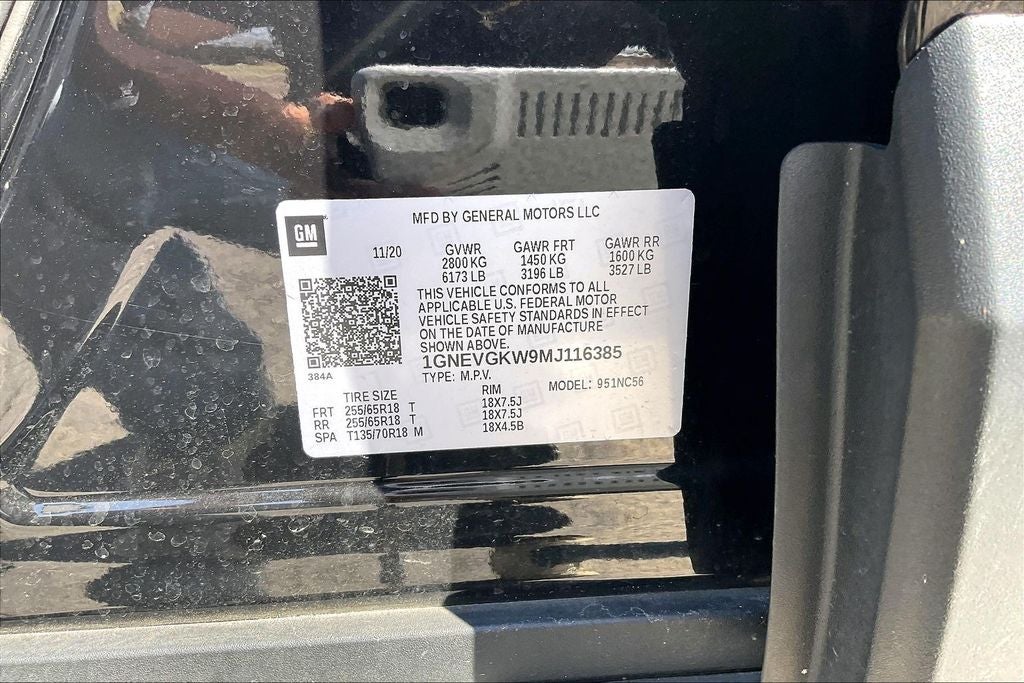 MFD BY GENERAL MOTORS LLC
GM
11/20
GVWR GAWR FRT GAWR RR
2800 KG 1450 KG 1600 KG
6173 LB 3196 LB 3527 LB
THIS VEHICLE CONFORMS TO ALL
APPLICABLE U.S. FEDERAL MOTOR
VEHICLE SAFETY STANDARDS IN EFFECT
ON THE DATE OF MANUFACTURE
SHOWN ABOVE.
1GNEVGKW9MJ116385
384A
TYPE: M.P.V. MODEL: 951NC56
TIRE SIZE RIM
FRT 255/65R18 T 18X7.5J
RR 255/65R18 T 18X7.5J
SPA T135/70R18 M 18X4.5B